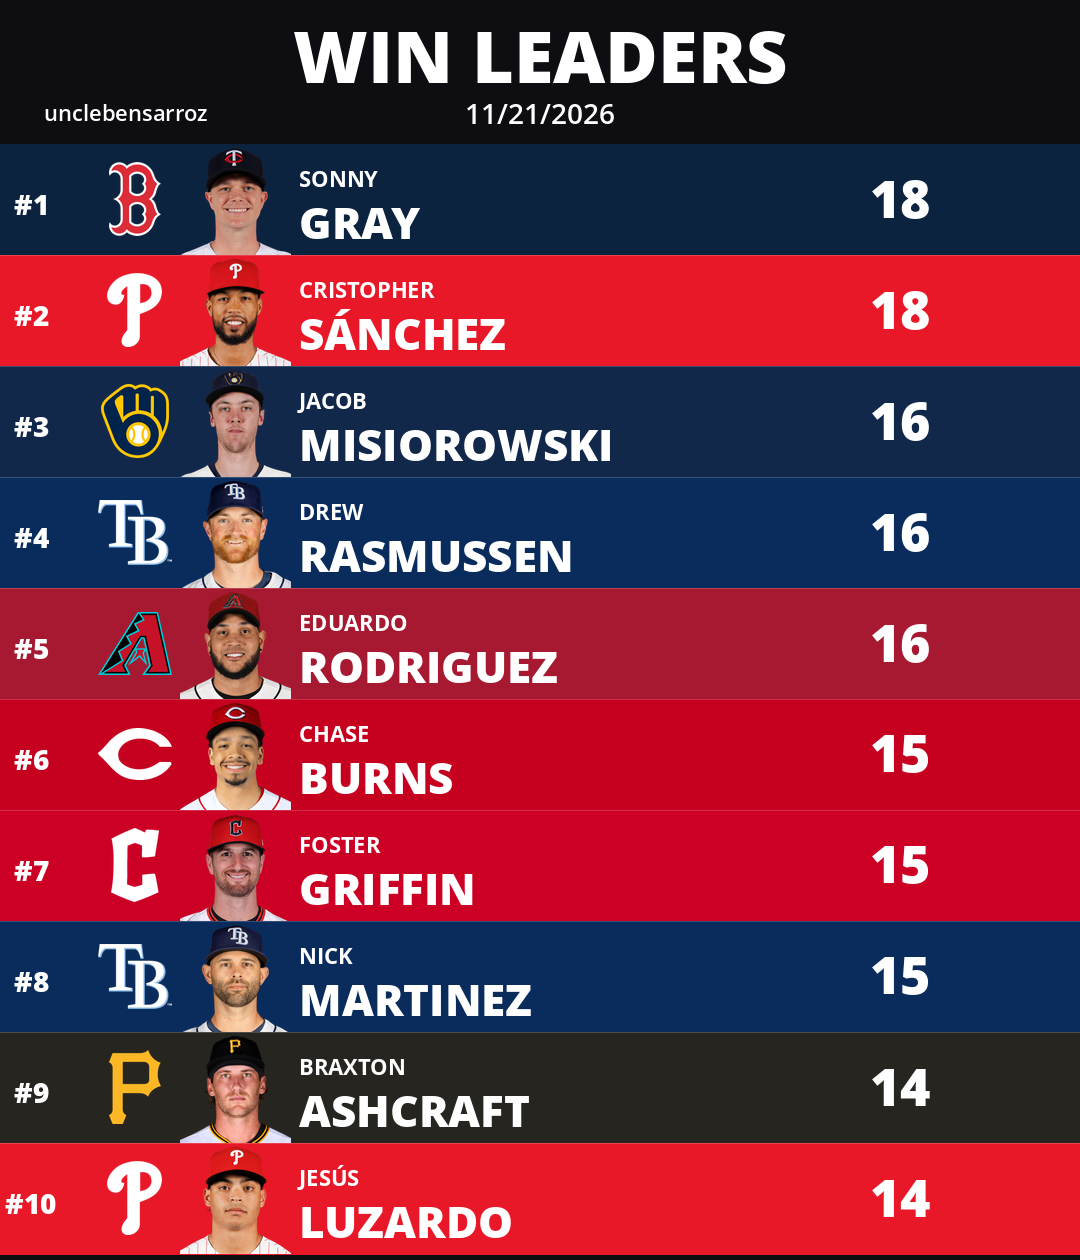 WIN LEADERS
unclebensarroz 11/21/2026
#1 B SONNY GRAY 18
#2 P CRISTOPHER SÁNCHEZ 18
#3 JACOB MISIOROWSKI 16
#4 TB DREW RASMUSSEN 16
#5 A EDUARDO RODRIGUEZ 16
#6 C CHASE BURNS 15
#7 C FOSTER GRIFFIN 15
#8 TB NICK MARTINEZ 15
#9 P BRAXTON ASHCRAFT 14
#10 P JESÚS LUZARDO 14